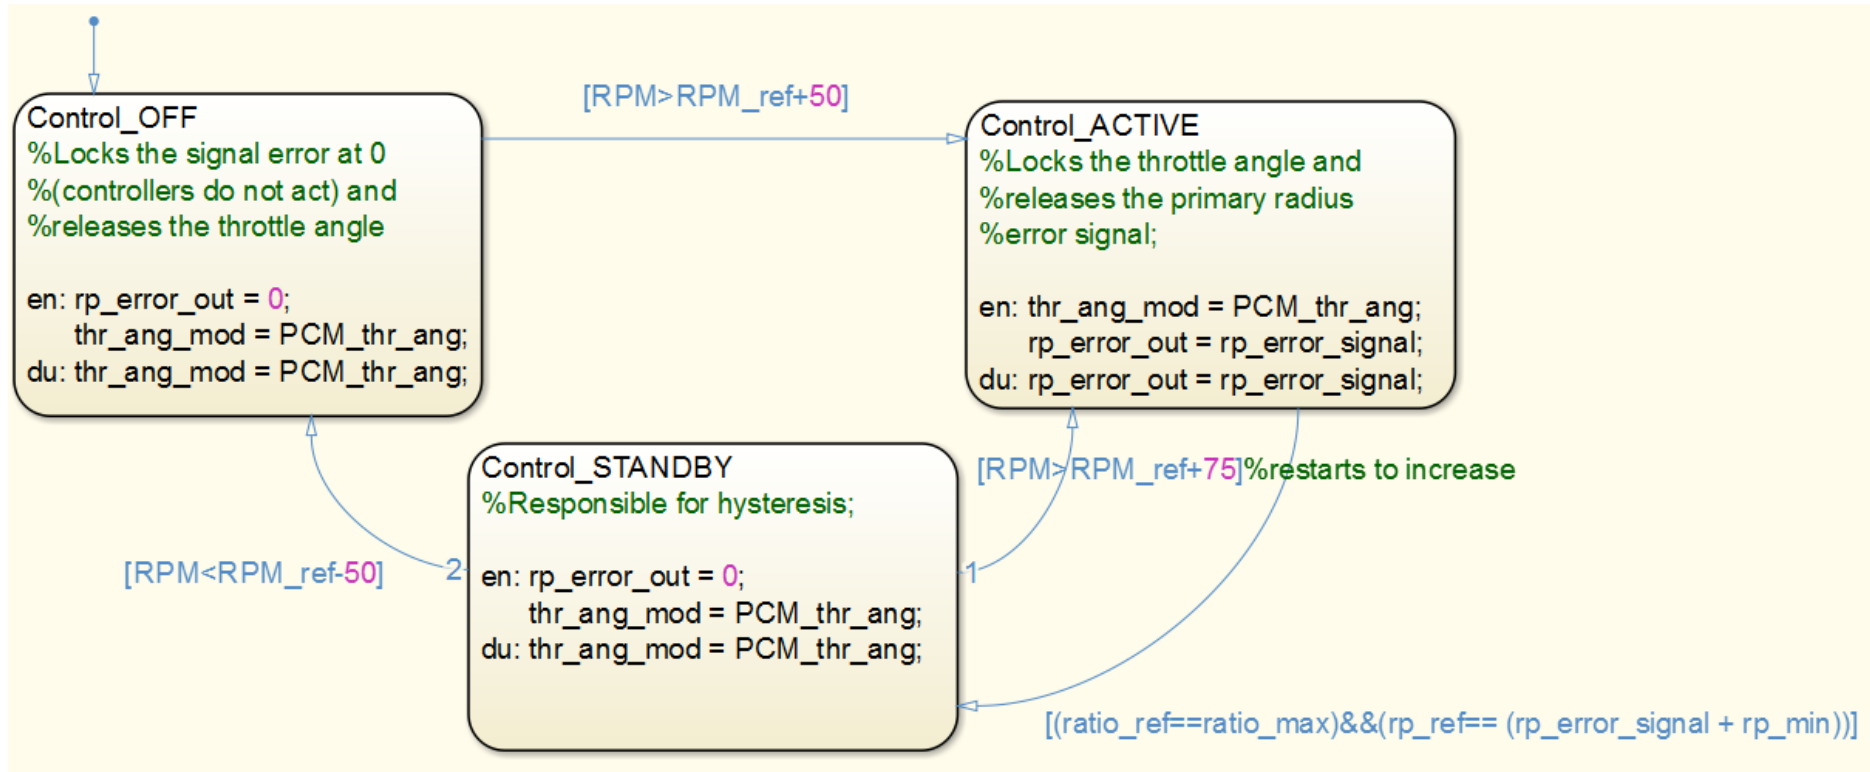 Control_OFF
%Locks the signal error at 0
%(controllers do not act) and
%releases the throttle angle
en: rp_error_out = 0;
thr_ang_mod = PCM_thr_ang;
du: thr_ang_mod = PCM_thr_ang;
[RPM>RPM_ref+50]
Control_ACTIVE
%Locks the throttle angle and
%releases the primary radius
%error signal;
en: thr_ang_mod = PCM_thr_ang;
rp_error_out = rp_error_signal;
du: rp_error_out = rp_error_signal;
Control_STANDBY
%Responsible for hysteresis;
en: rp_error_out = 0;
thr_ang_mod = PCM_thr_ang;
du: thr_ang_mod = PCM_thr_ang;
[RPM>RPM_ref+75]%restarts to increase
1
[RPM<RPM_ref-50]
2
[(ratio_ref==ratio_max)&&(rp_ref== (rp_error_signal + rp_min))]